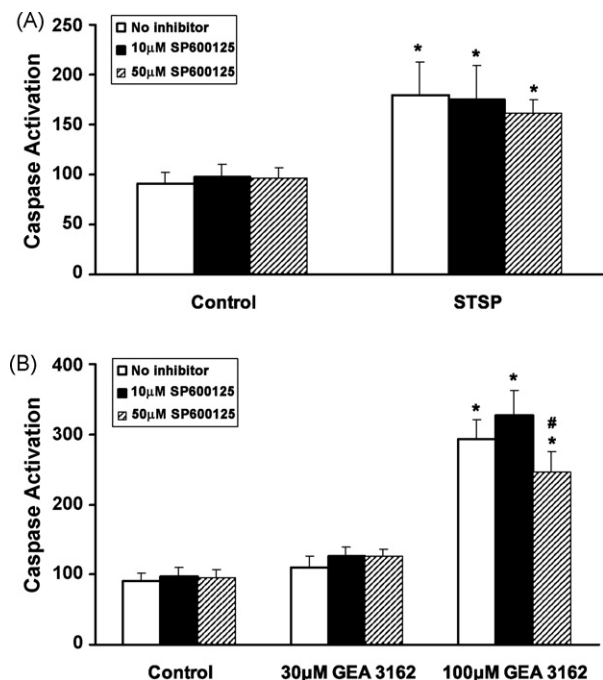 (A)
No inhibitor
10μM SP600125
50μM SP600125
Caspase Activation
250
200
150
100
50
0
* * *
Control STSP
(B)
No inhibitor
10μM SP600125
50μM SP600125
Caspase Activation
400
300
200
100
0
*
*
#
*
Control 30μM GEA 3162 100μM GEA 3162